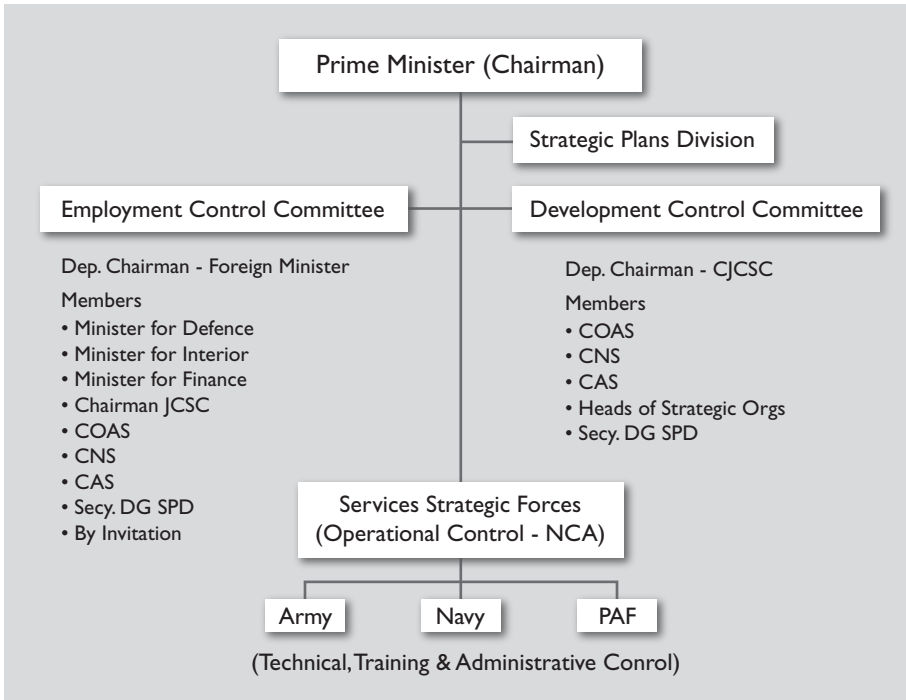 Prime Minister (Chairman)
Strategic Plans Division
Employment Control Committee
Dep. Chairman - Foreign Minister
Members
• Minister for Defence
• Minister for Interior
• Minister for Finance
• Chairman JCSC
• COAS
• CNS
• CAS
• Secy. DG SPD
• By Invitation
Development Control Committee
Dep. Chairman - CJCSC
Members
• COAS
• CNS
• CAS
• Heads of Strategic Orgs
• Secy. DG SPD
Services Strategic Forces
(Operational Control - NCA)
Army
Navy
PAF
(Technical, Training & Administrative Conrol)